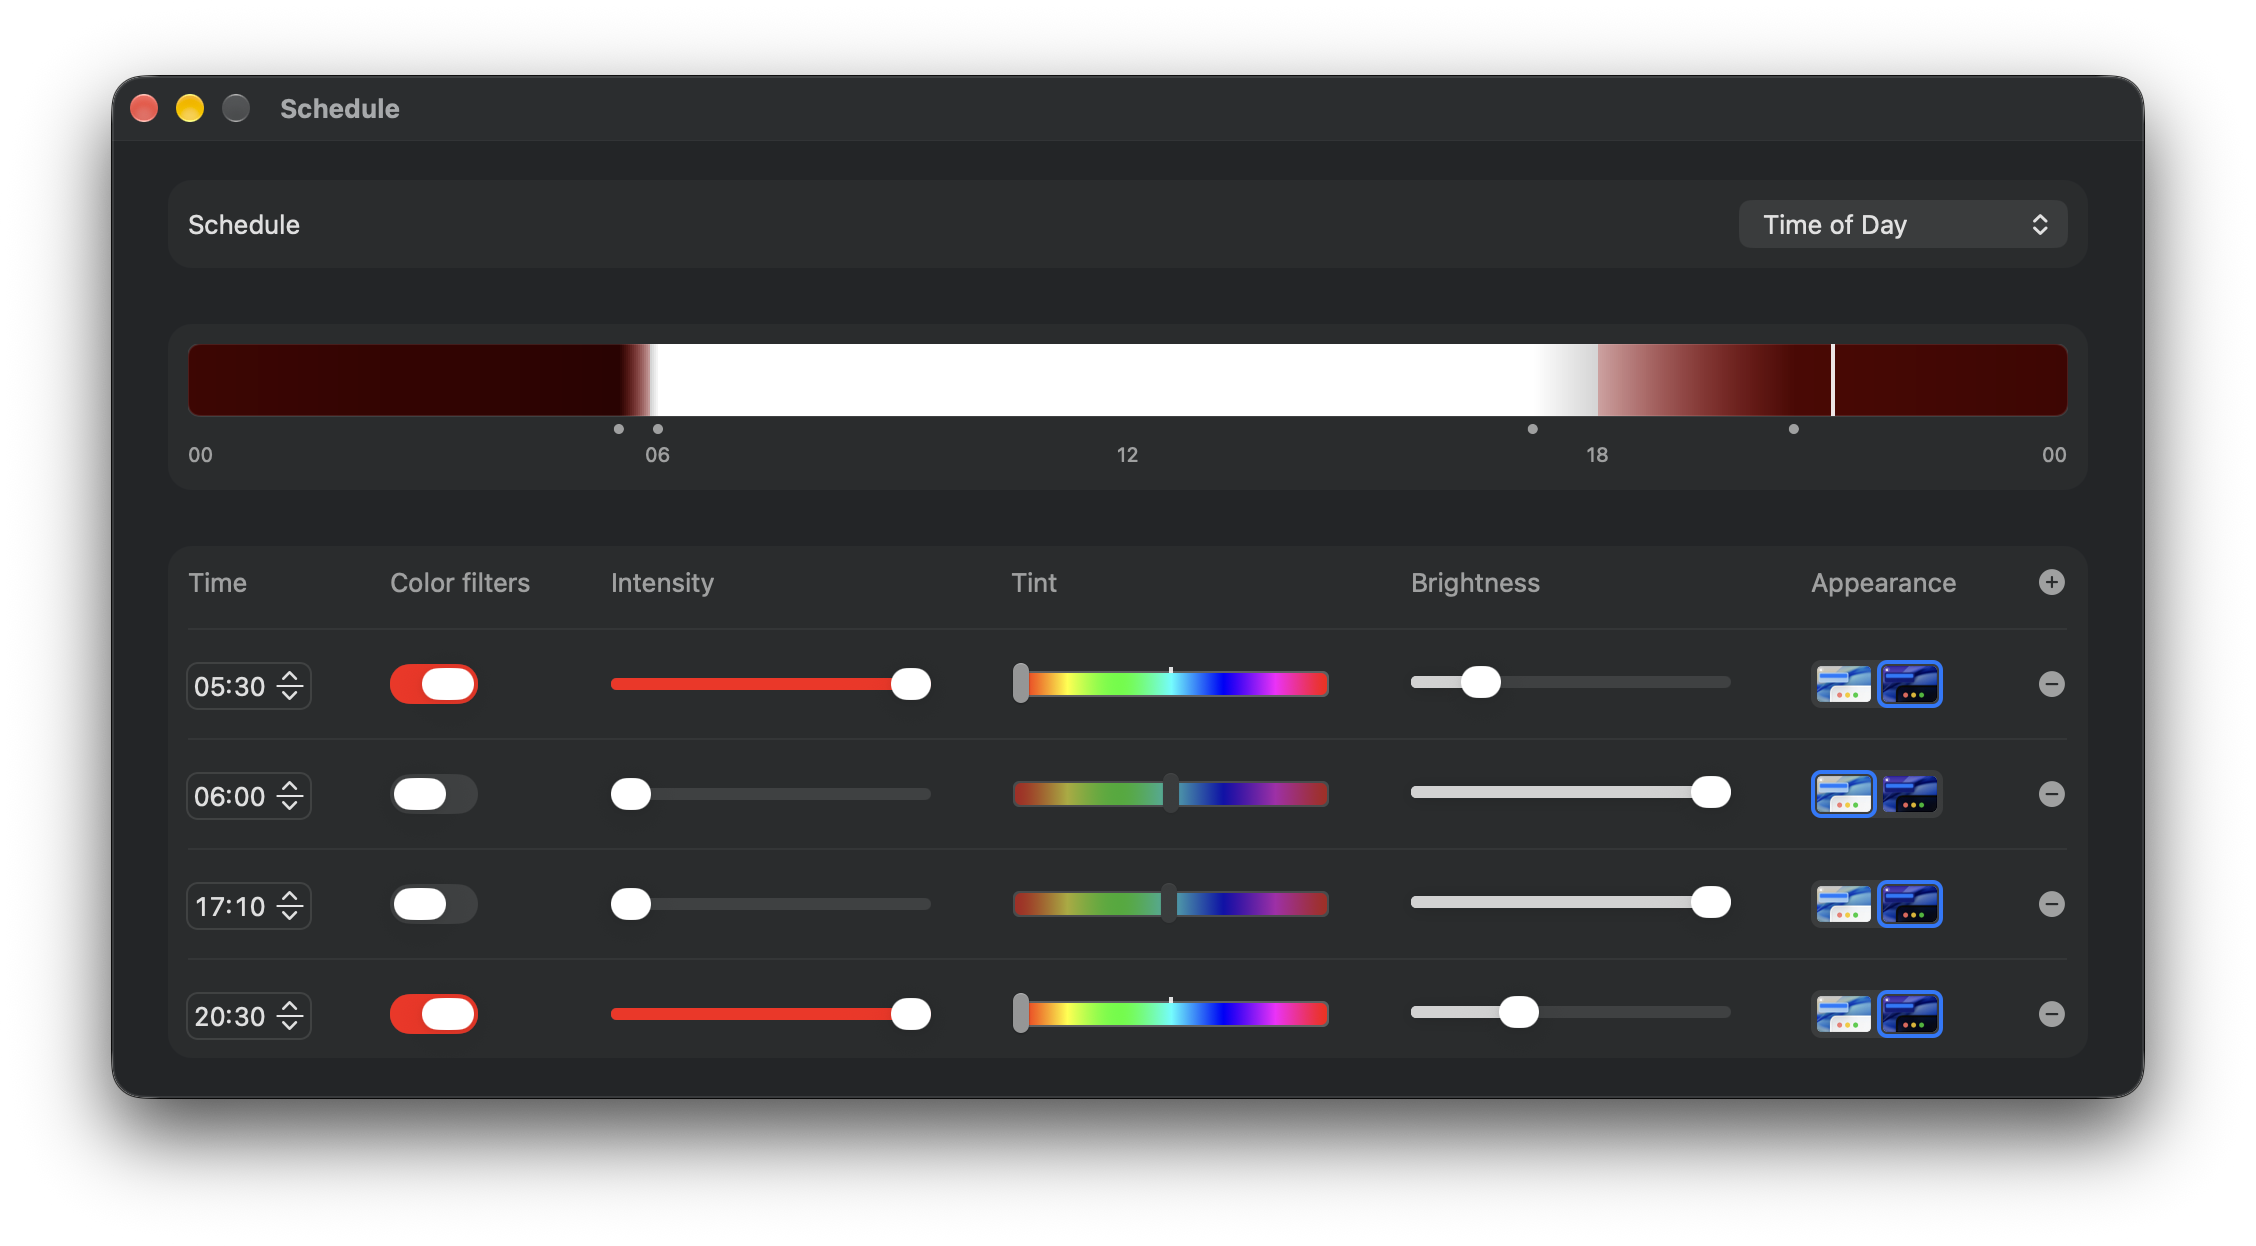 Schedule
Schedule
Time of Day
00 06 12 18 00
Time Color filters Intensity Tint Brightness Appearance
05:30
06:00
17:10
20:30